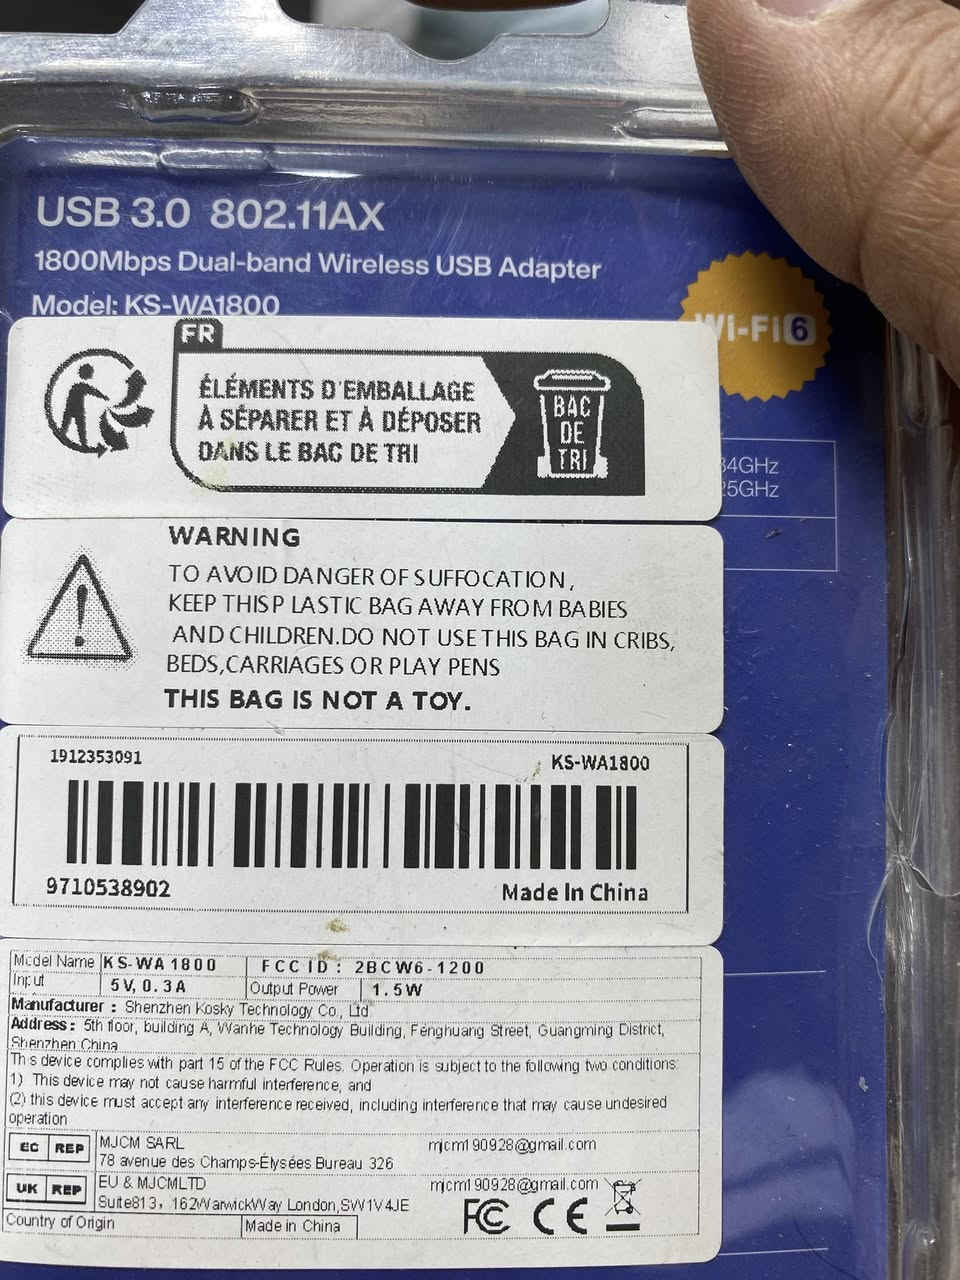 USB 3.0 802.11AX
1800Mbps Dual-band Wireless USB Adapter
Model: KS-WA1800
Wi-Fi 6
FR
ÉLÉMENTS D'EMBALLAGE
À SÉPARER ET À DÉPOSER
DANS LE BAC DE TRI
BAC
DE
TRI
84GHz
25GHz
WARNING
TO AVOID DANGER OF SUFFOCATION,
KEEP THIS PLASTIC BAG AWAY FROM BABIES
AND CHILDREN.DO NOT USE THIS BAG IN CRIBS,
BEDS,CARRIAGES OR PLAY PENS
THIS BAG IS NOT A TOY.
1912353091 KS-WA1800
9710538902 Made In China
Model Name KS-WA1800 FCC ID: 2BCW6-1200
Input 5V, 0.3A Output Power 1.5W
Manufacturer : Shenzhen Kosky Technology Co., Ltd
Address: 5th floor, building A, Wanhe Technology Building, Fenghuang Street, Guangming District,
Shenzhen China
This device complies with part 15 of the FCC Rules. Operation is subject to the following two conditions:
1) This device may not cause harmful interference, and
(2) this device must accept any interference received, including interference that may cause undesired
operation
EC REP MJCM SARL mjcm190928@gmail.com
78 avenue des Champs-Élysées Bureau 326
UK REP EU & MJCMLTD mjcm190928@gmail.com
Suite813, 162WarwickWay London,SW1V4JE
FC CE
Country of Origin Made in China